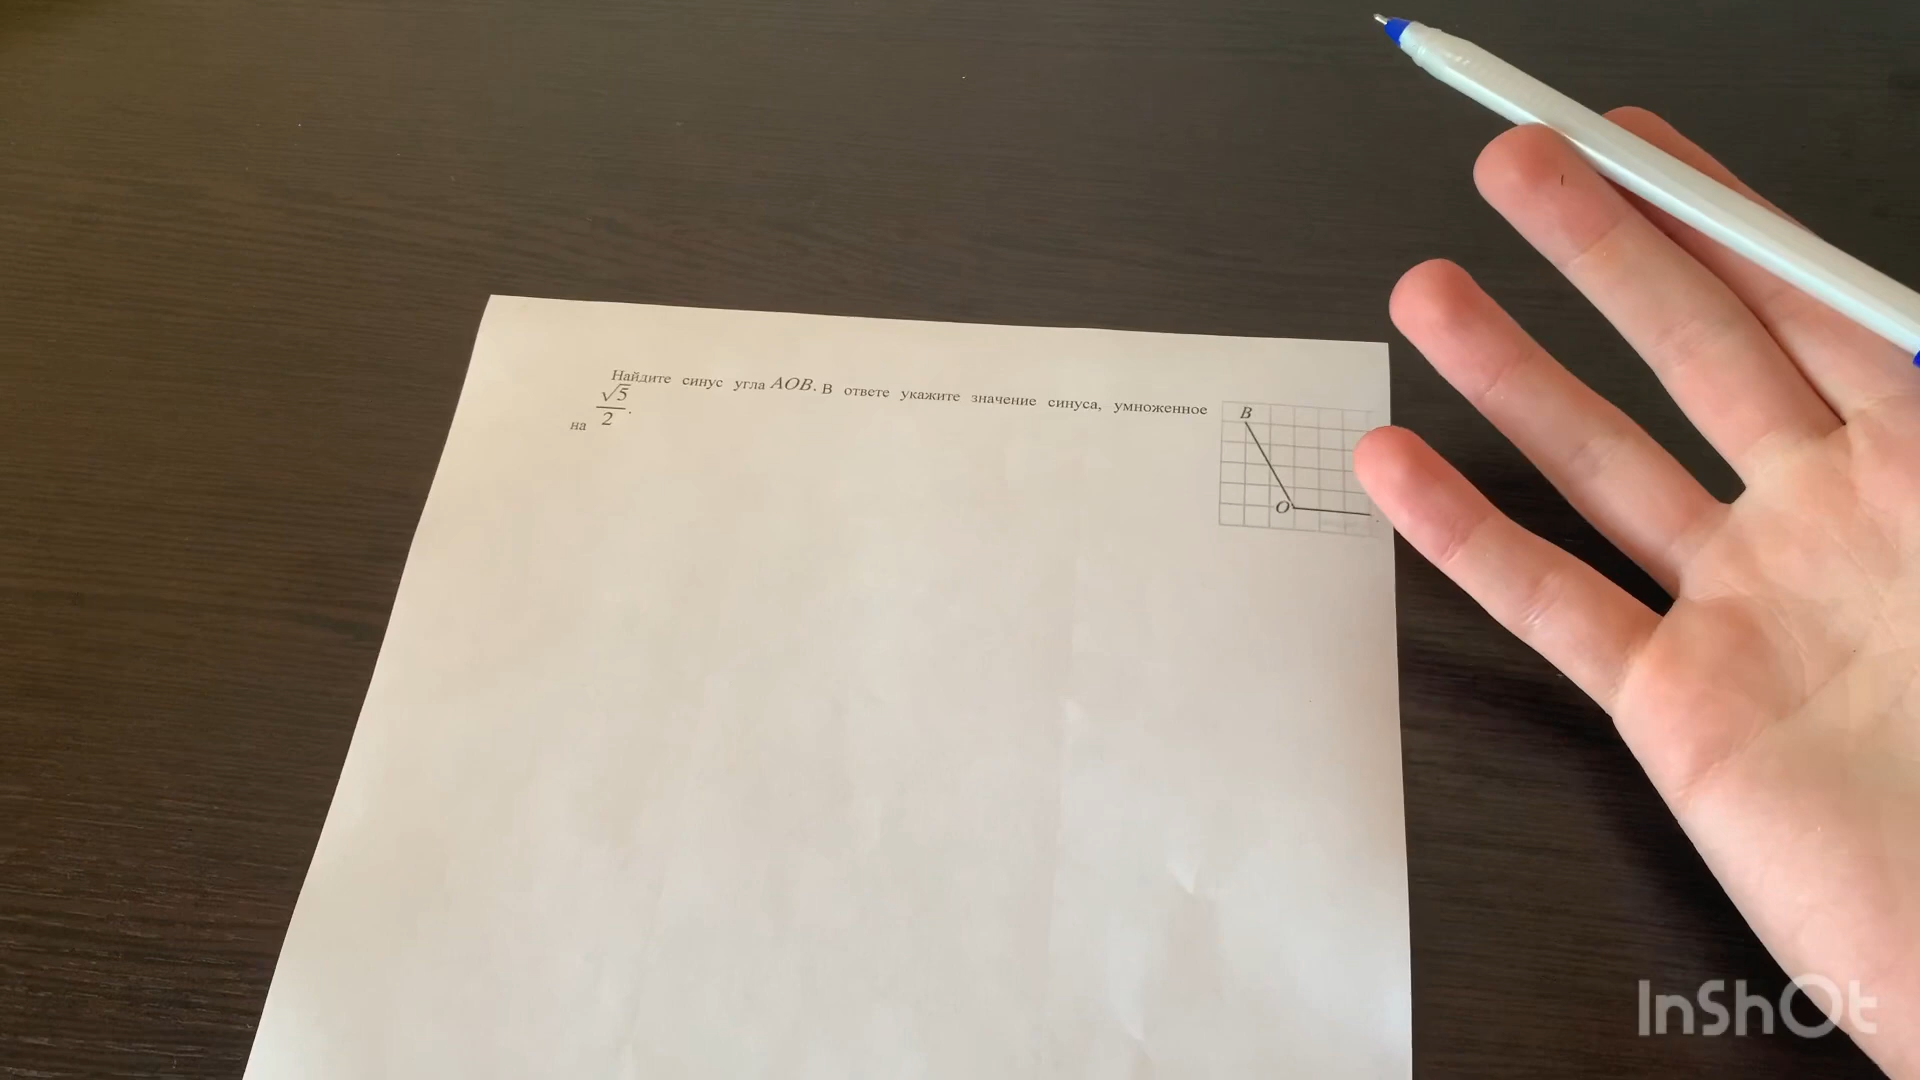 Найдите синус угла AOB. В ответе укажите значение синуса, умноженное
на √5/2.
B
O
InShOt